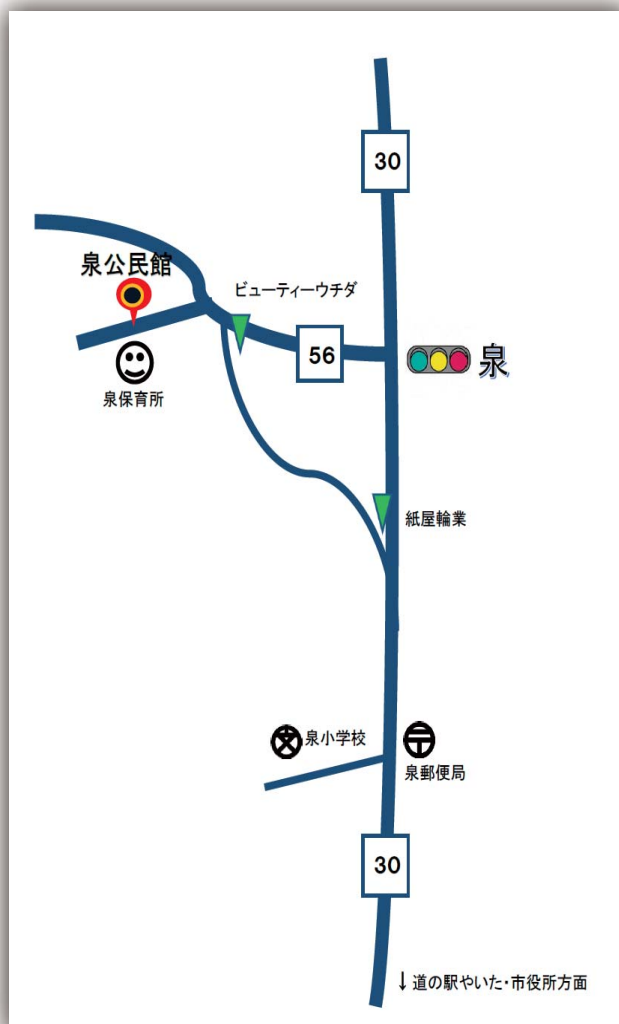 30
泉公民館
ビューティーウチダ
56
泉
泉保育所
紙屋輪業
泉小学校
泉郵便局
30
↓道の駅やいた・市役所方面